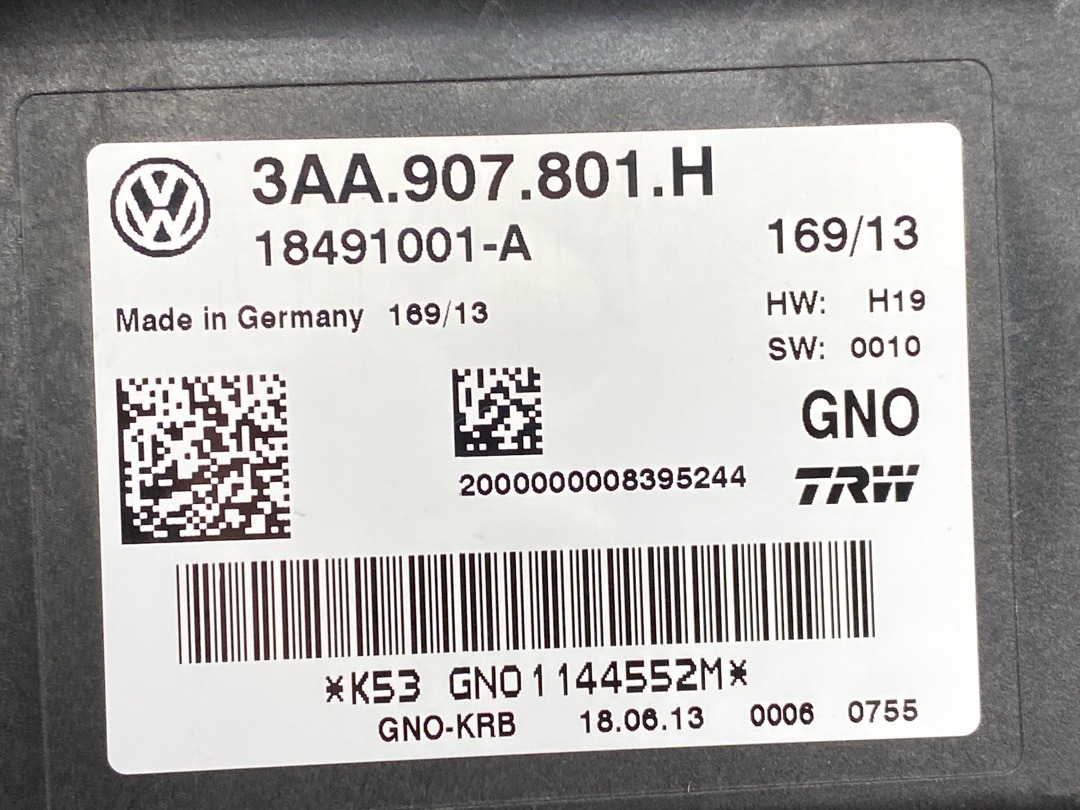 3AA.907.801.H
18491001-A
169/13
Made in Germany 169/13
HW: H19
SW: 0010
GNO
2000000008395244
TRW
*K53 GNO1144552M*
GNO-KRB 18.06.13 0006 0755